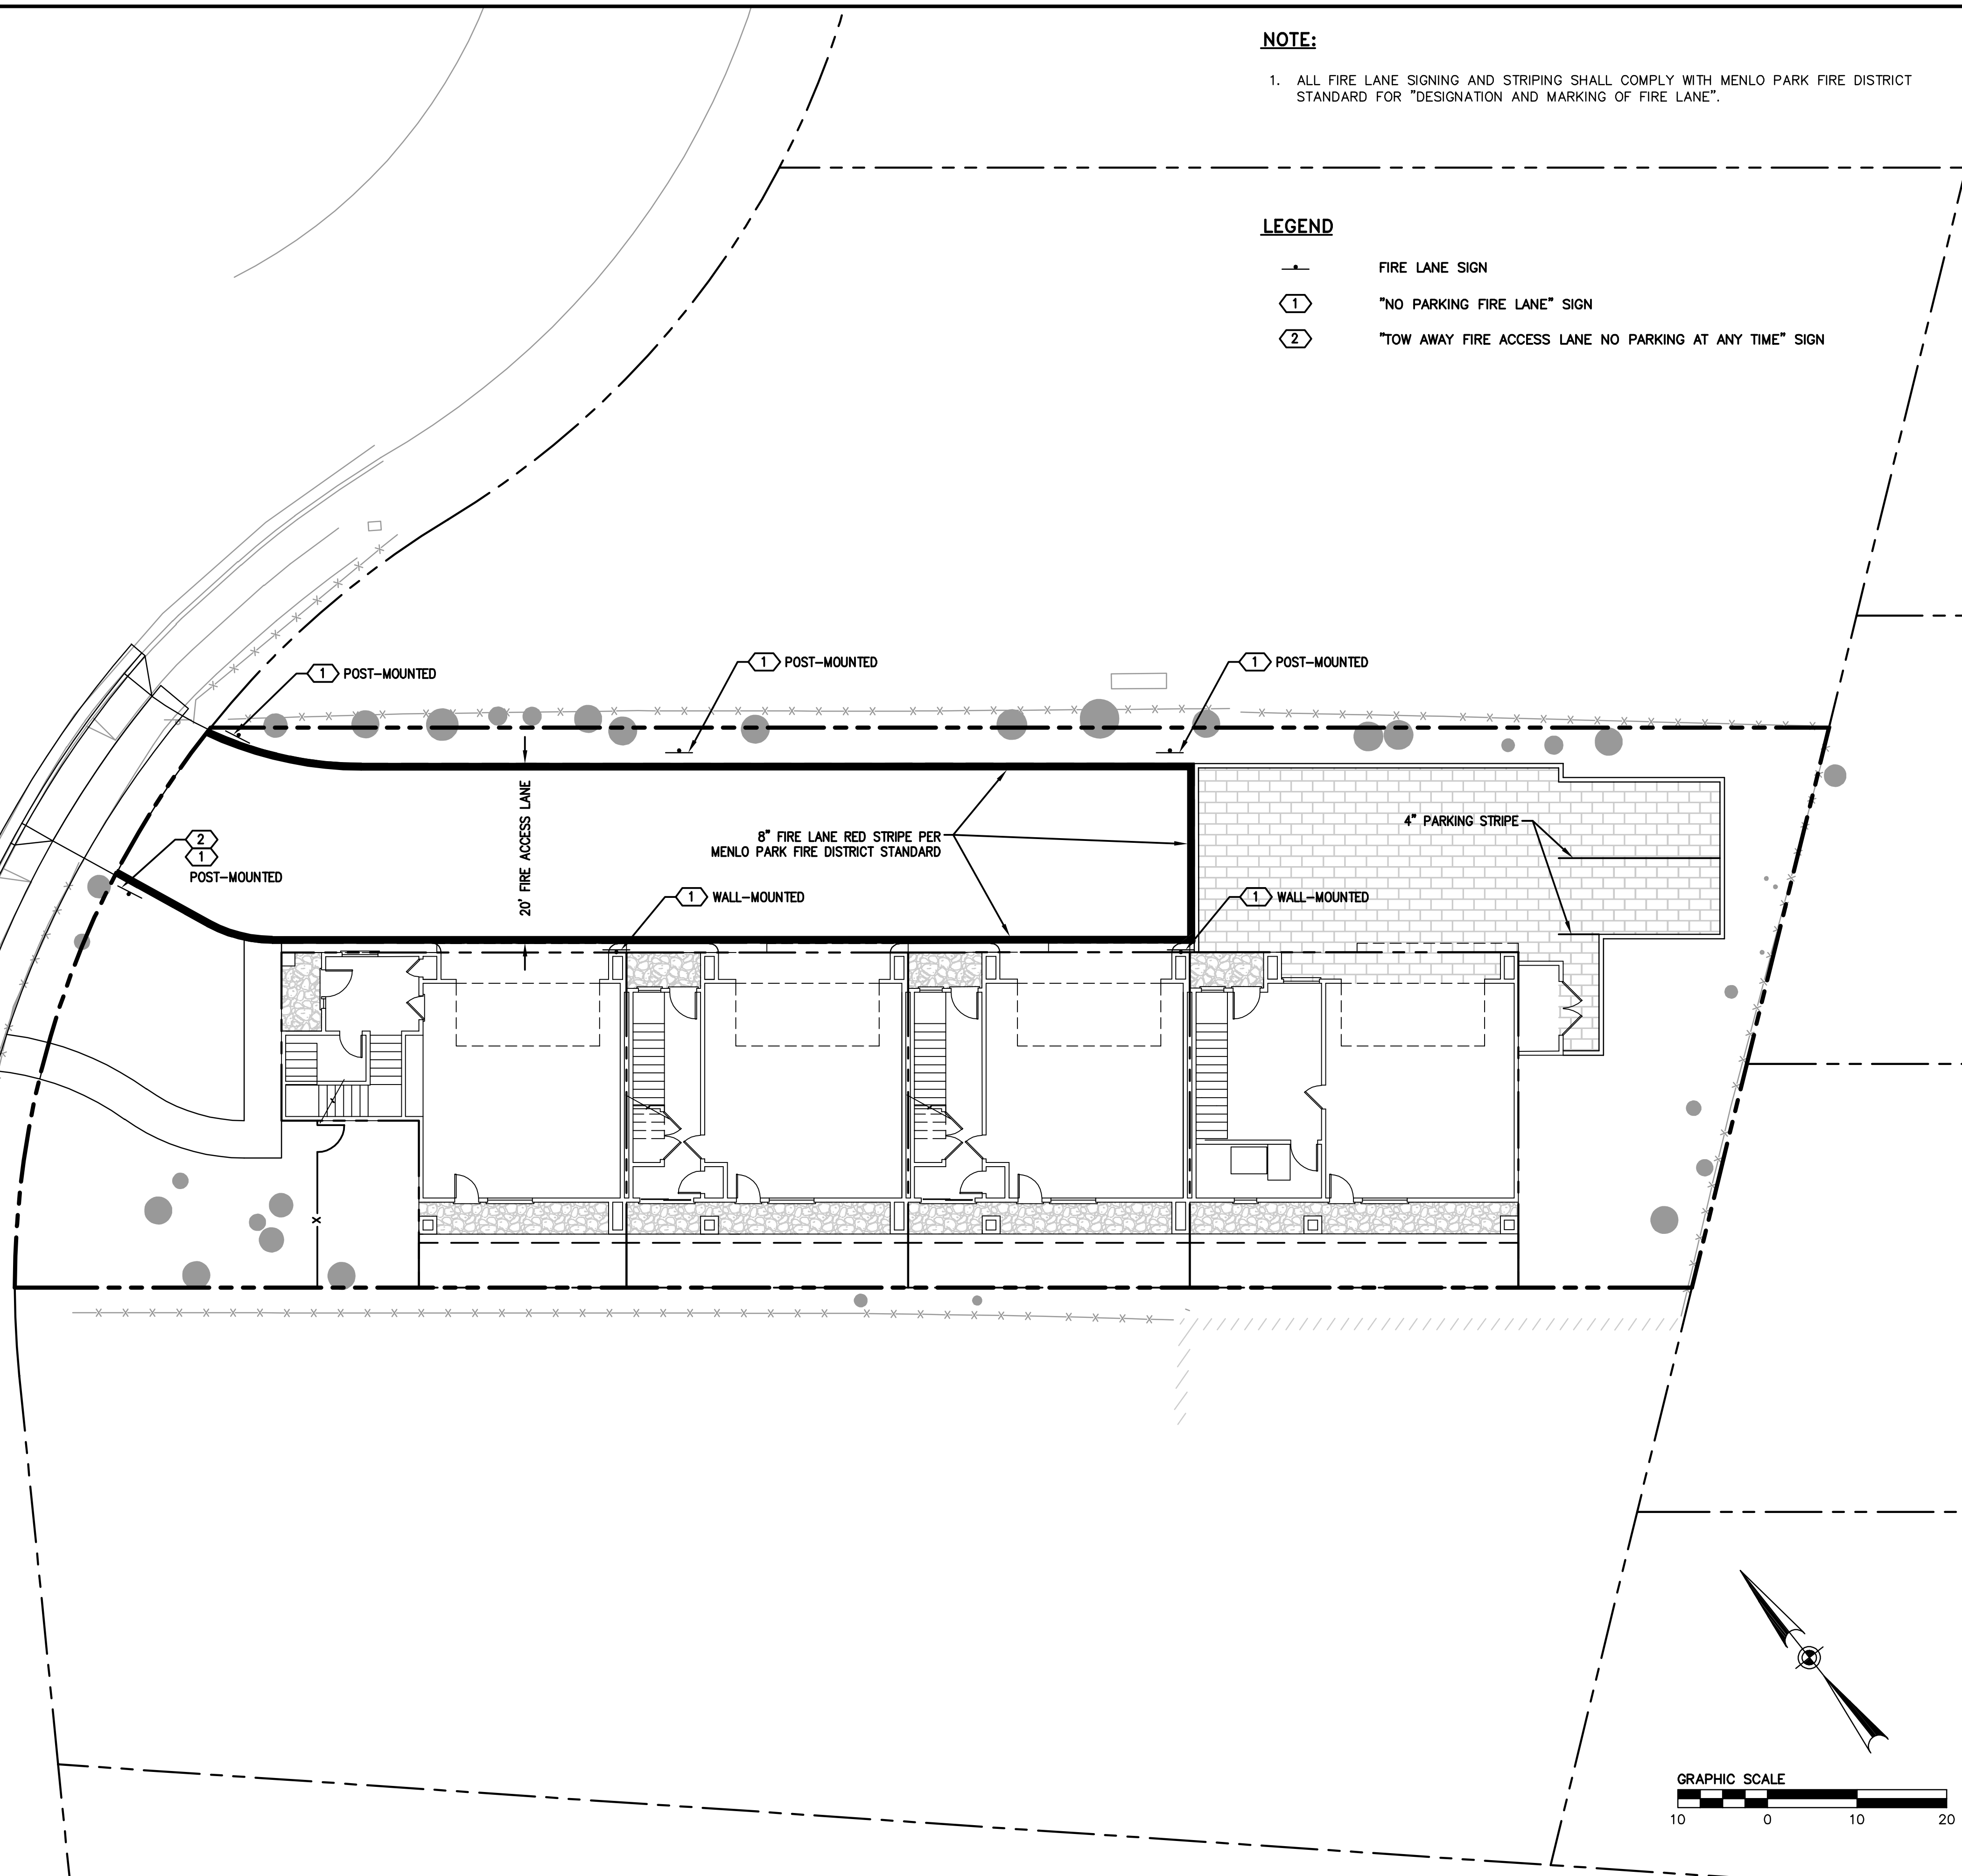 NOTE:
1. ALL FIRE LANE SIGNING AND STRIPING SHALL COMPLY WITH MENLO PARK FIRE DISTRICT
STANDARD FOR "DESIGNATION AND MARKING OF FIRE LANE".
LEGEND
FIRE LANE SIGN
1 "NO PARKING FIRE LANE" SIGN
2 "TOW AWAY FIRE ACCESS LANE NO PARKING AT ANY TIME" SIGN
1 POST-MOUNTED
1 POST-MOUNTED
1 POST-MOUNTED
2
1
POST-MOUNTED
20' FIRE ACCESS LANE
8" FIRE LANE RED STRIPE PER
MENLO PARK FIRE DISTRICT STANDARD
4" PARKING STRIPE
1 WALL-MOUNTED
1 WALL-MOUNTED
GRAPHIC SCALE
10 0 10 20